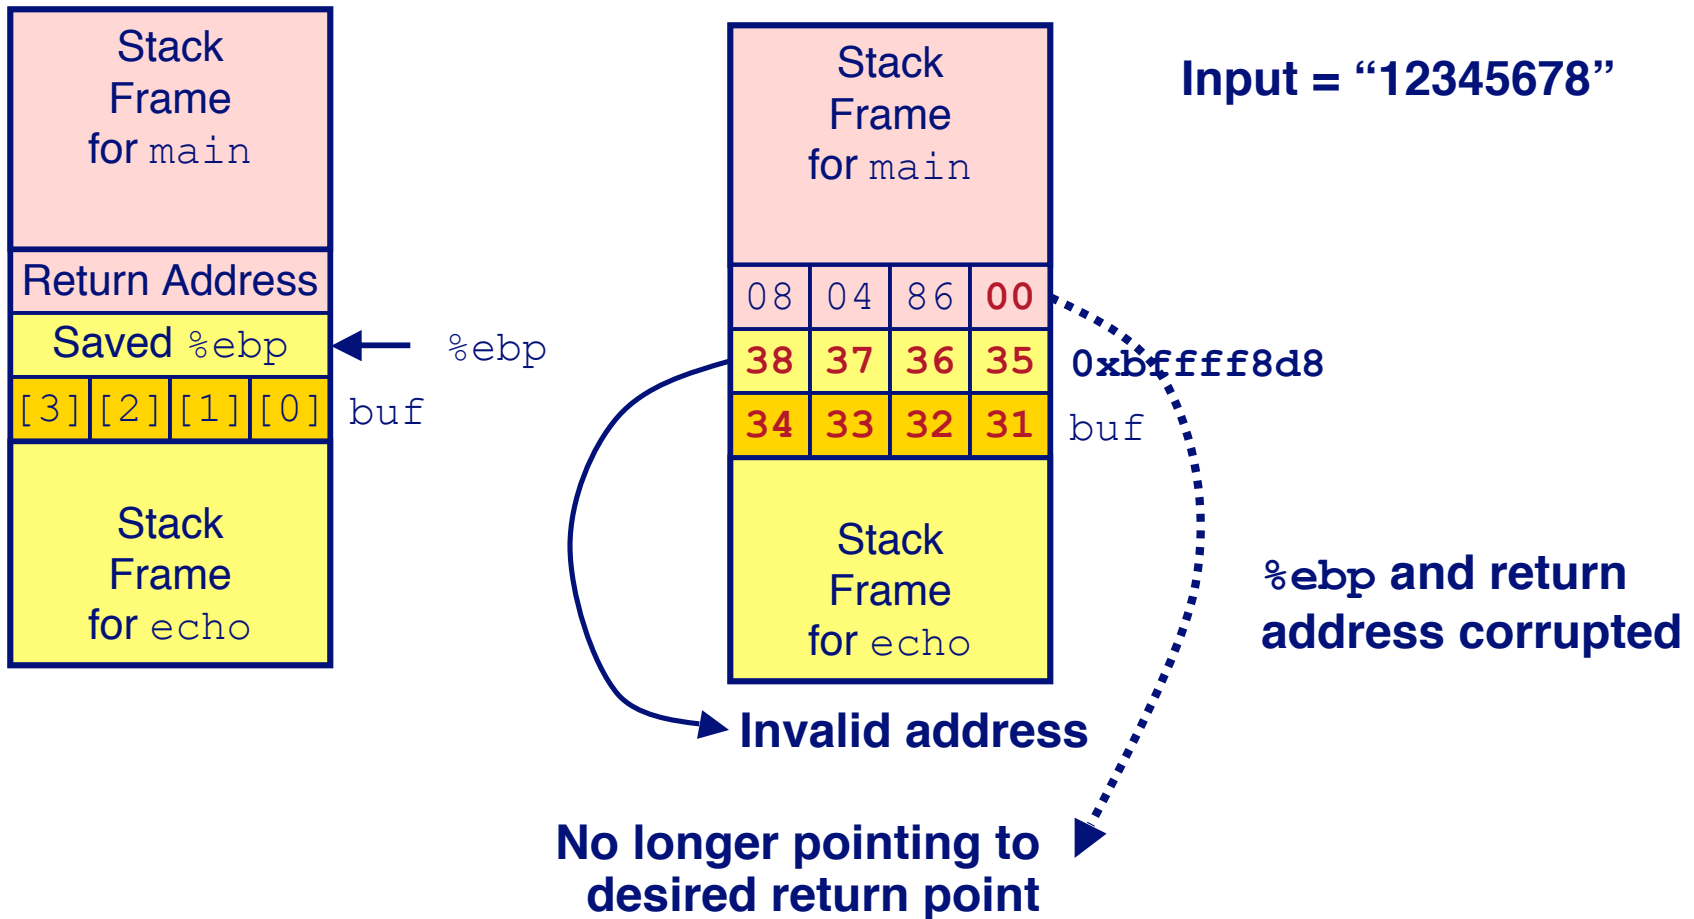 Stack
Frame
for main
Return Address
Saved %ebp
%ebp
[3] [2] [1] [0]
buf
Stack
Frame
for echo
Stack
Frame
for main
08 04 86 00
38 37 36 35
0xbffff8d8
34 33 32 31
buf
Stack
Frame
for echo
Input = “12345678”
%ebp and return
address corrupted
Invalid address
No longer pointing to
desired return point